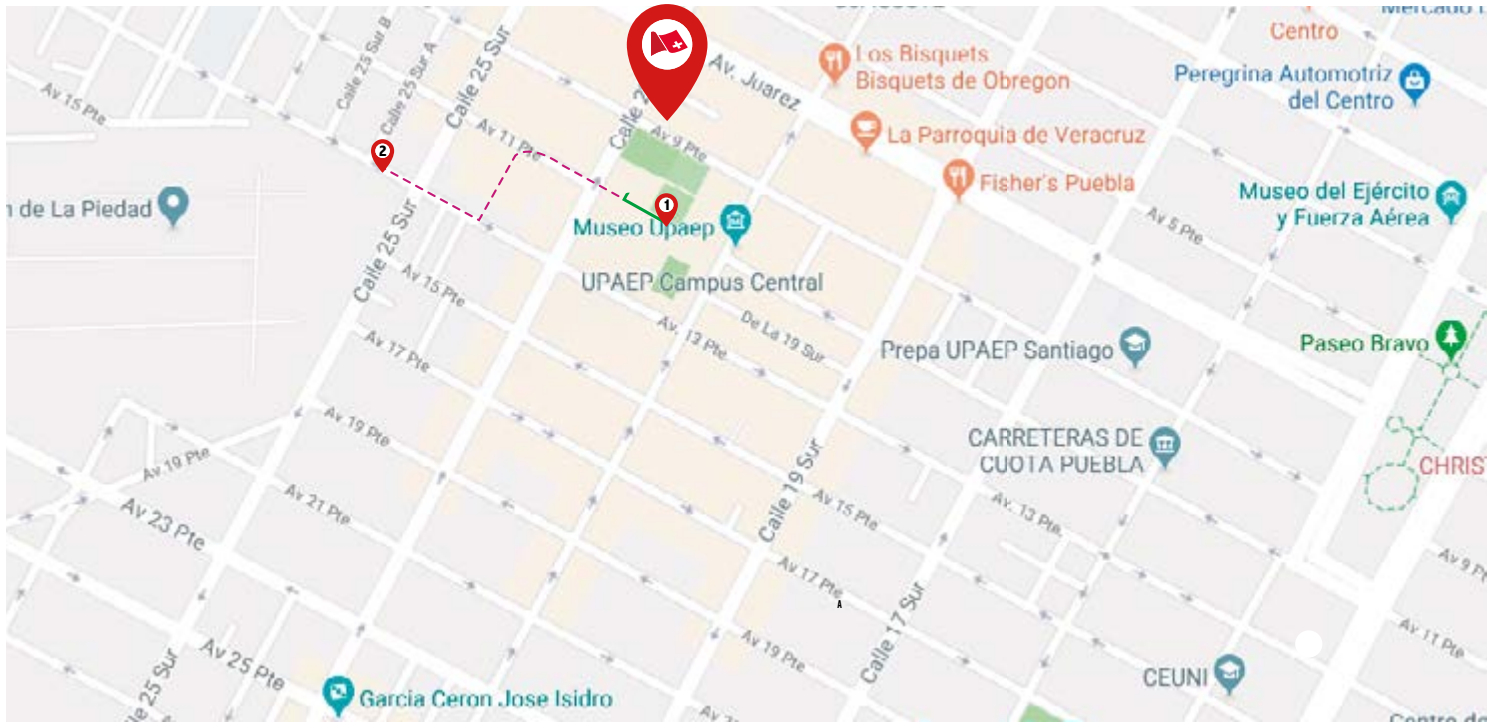 Centro
Los Bisquets
Bisquets de Obregon
Av. Juarez
Peregrina Automotriz
del Centro
Av 15 Pte
Calle 25 Sur B
Calle 25 Sur A
Calle 25 Sur
Av 11 Pte
Av 9 Pte
La Parroquia de Veracruz
2
Fisher's Puebla
Museo del Ejército
y Fuerza Aérea
n de La Piedad
1
Museo Upaep
Av 5 Pte
Calle 25 Sur
UPAEP Campus Central
Av 15 Pte
Av. 13 Pte
De La 19 Sur
Prepa UPAEP Santiago
Paseo Bravo
Av 17 Pte
Av 19 Pte
CARRETERAS DE
CUOTA PUEBLA
CHRIS
Av 19 Pte
Calle 19 Sur
Av 21 Pte
Av 15 Pte
Av. 13 Pte.
Av 23 Pte
Av 9 P
Av 17 Pte
A
Calle 17 Sur
Av 11 Pte
Av 19 Pte
Av 25 Pte
25 Sur
CEUNI
Garcia Ceron Jose Isidro